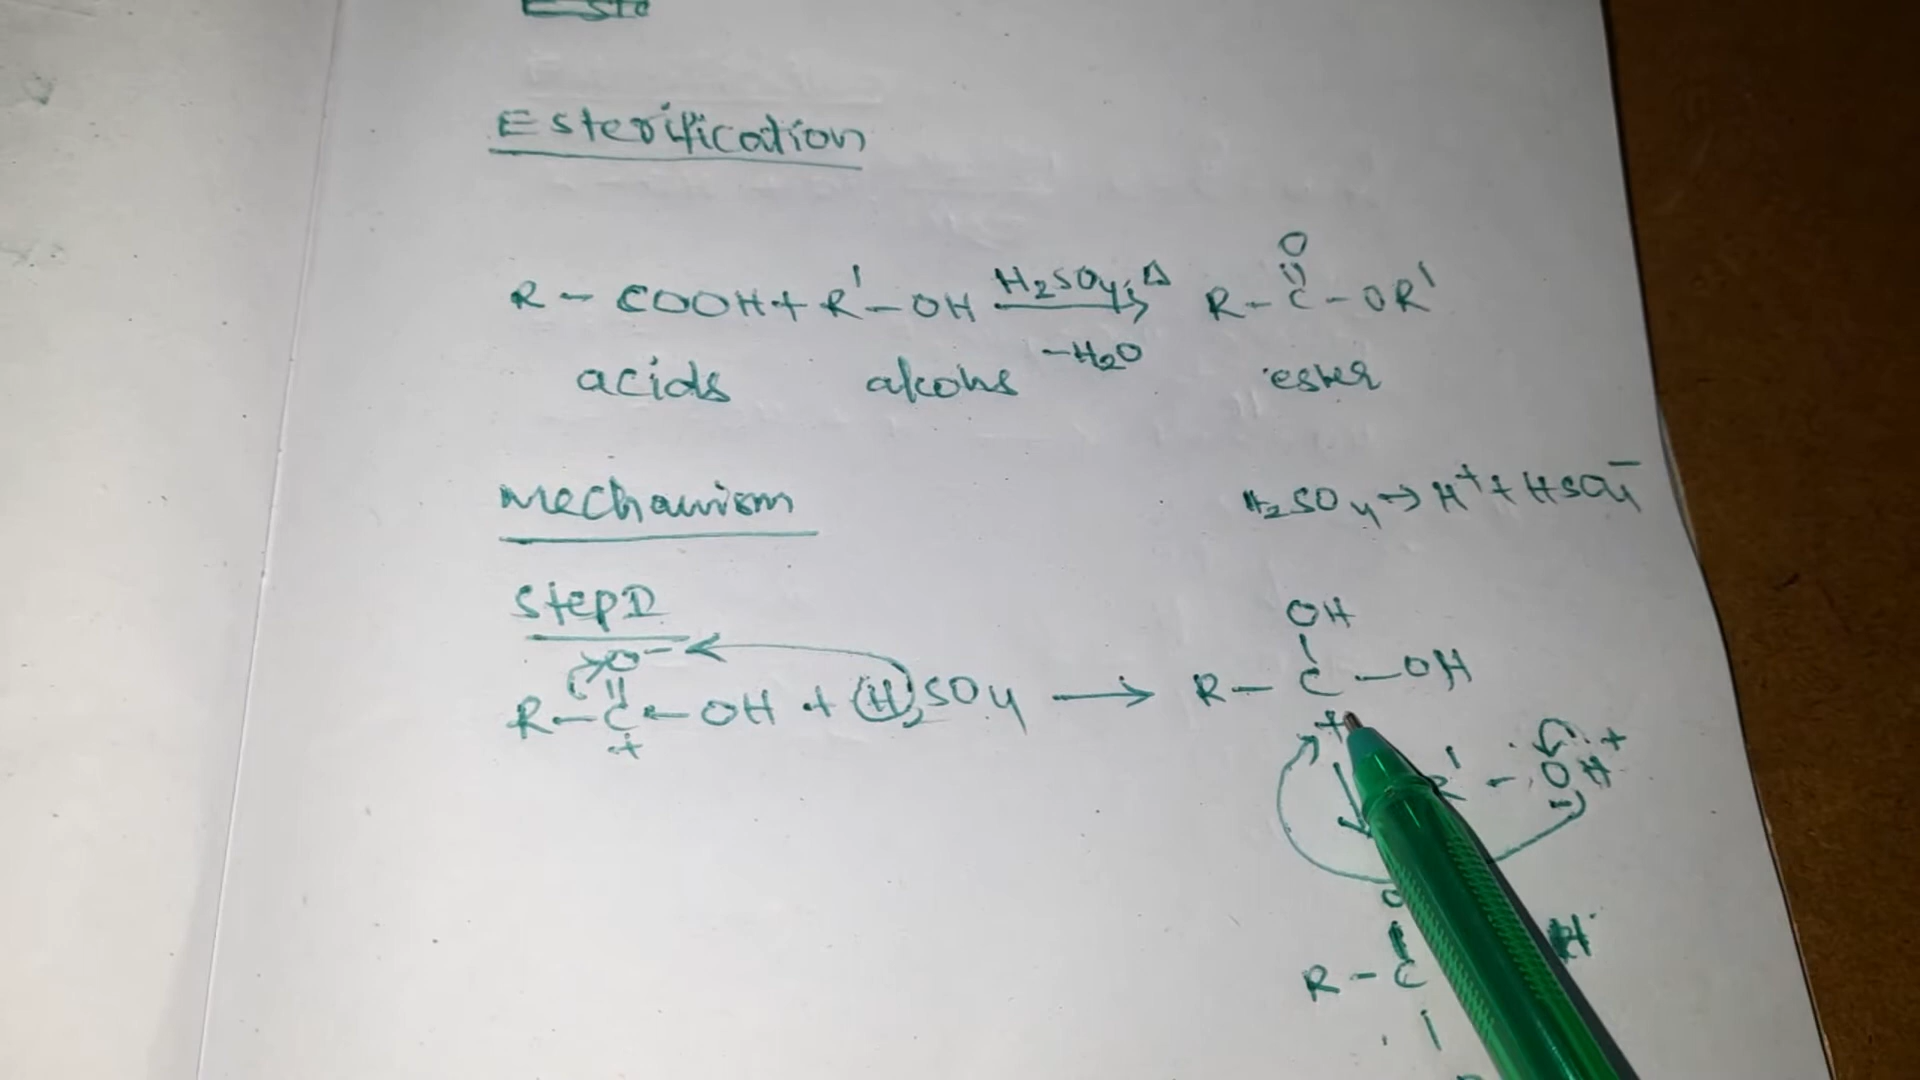 Esterification
O
R - COOH + R' - OH H2SO4, Δ R - C - OR'
-H2O
acids alcohs ester
Mechanism
H2SO4 → H+ + HSO4-
Step I
OH
O-
R - C - OH + H2SO4 → R - C - OH
+ +
R' - OH +
R - C